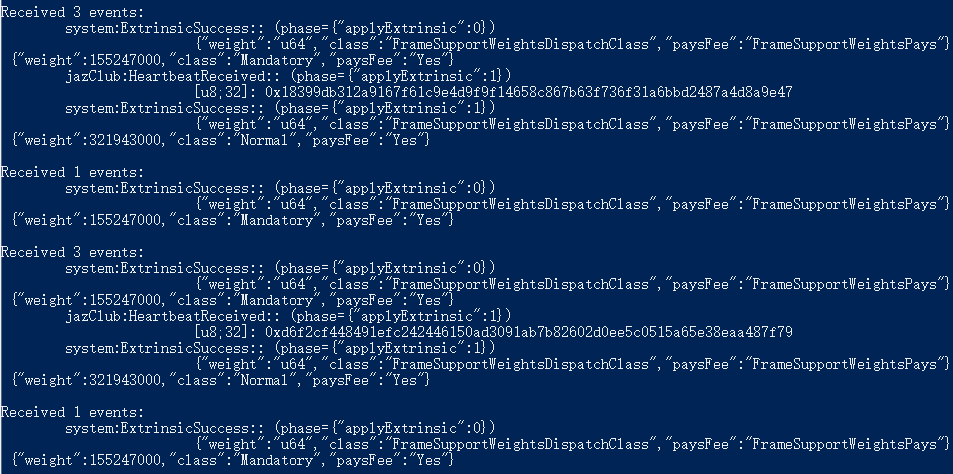 Received 3 events:
system:ExtrinsicSuccess:: (phase={"applyExtrinsic":0})
{"weight":"u64","class":"FrameSupportWeightsDispatchClass","paysFee":"FrameSupportWeightsPays"}
{"weight":155247000,"class":"Mandatory","paysFee":"Yes"}
jazClub:HeartbeatReceived:: (phase={"applyExtrinsic":1})
[u8;32]: 0x18399db312a9167f61c9e4d9f9f14658c867b63f736f31a6bbd2487a4d8a9e47
system:ExtrinsicSuccess:: (phase={"applyExtrinsic":1})
{"weight":"u64","class":"FrameSupportWeightsDispatchClass","paysFee":"FrameSupportWeightsPays"}
{"weight":321943000,"class":"Normal","paysFee":"Yes"}
Received 1 events:
system:ExtrinsicSuccess:: (phase={"applyExtrinsic":0})
{"weight":"u64","class":"FrameSupportWeightsDispatchClass","paysFee":"FrameSupportWeightsPays"}
{"weight":155247000,"class":"Mandatory","paysFee":"Yes"}
Received 3 events:
system:ExtrinsicSuccess:: (phase={"applyExtrinsic":0})
{"weight":"u64","class":"FrameSupportWeightsDispatchClass","paysFee":"FrameSupportWeightsPays"}
{"weight":155247000,"class":"Mandatory","paysFee":"Yes"}
jazClub:HeartbeatReceived:: (phase={"applyExtrinsic":1})
[u8;32]: 0xd6f2cf448491efc242446150ad3091ab7b82602d0ee5c0515a65e38eaa487f79
system:ExtrinsicSuccess:: (phase={"applyExtrinsic":1})
{"weight":"u64","class":"FrameSupportWeightsDispatchClass","paysFee":"FrameSupportWeightsPays"}
{"weight":321943000,"class":"Normal","paysFee":"Yes"}
Received 1 events:
system:ExtrinsicSuccess:: (phase={"applyExtrinsic":0})
{"weight":"u64","class":"FrameSupportWeightsDispatchClass","paysFee":"FrameSupportWeightsPays"}
{"weight":155247000,"class":"Mandatory","paysFee":"Yes"}